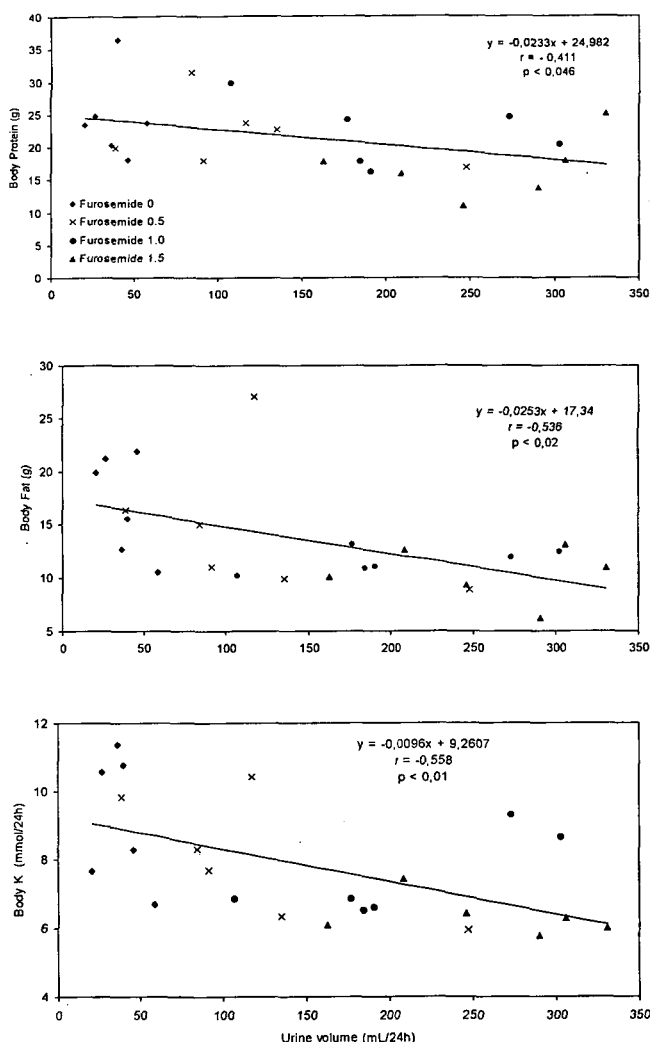 40
35
30
25
20
15
10
5
0
Body Protein (g)
y = -0,0233x + 24,982
r = - 0,411
p < 0,046
Furosemide 0
Furosemide 0.5
Furosemide 1.0
Furosemide 1.5
0 50 100 150 200 250 300 350
30
25
20
15
10
5
Body Fat (g)
y = -0,0253x + 17,34
r = -0,536
p < 0,02
0 50 100 150 200 250 300 350
12
10
8
6
4
Body K (mmol/24h)
y = -0,0096x + 9,2607
r = -0,558
p < 0,01
0 50 100 150 200 250 300 350
Urine volume (mL/24h)